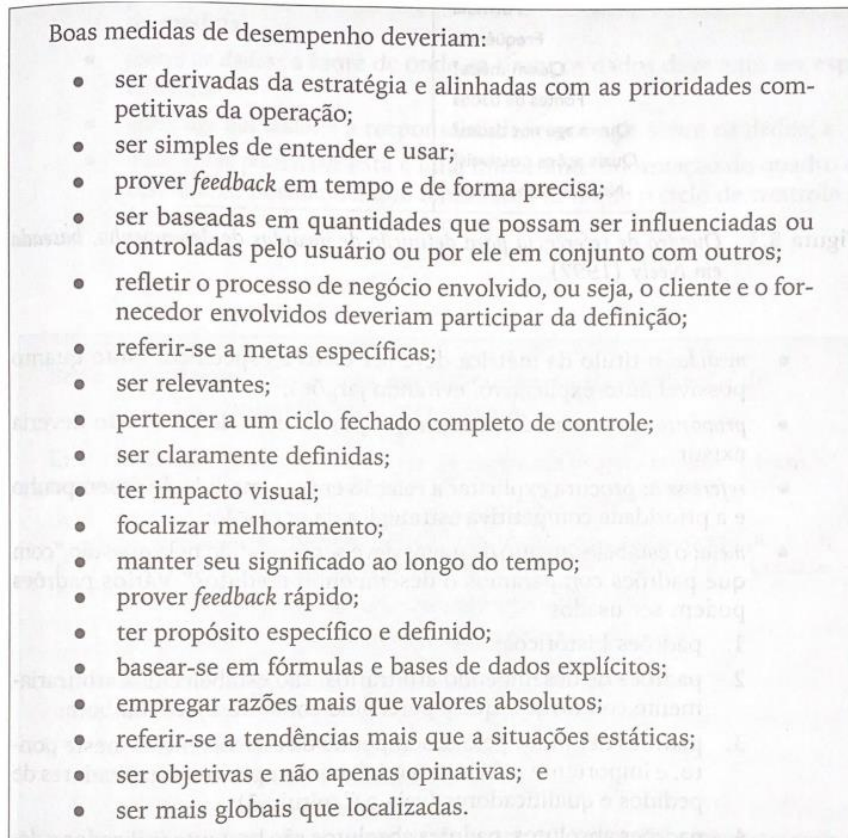 Boas medidas de desempenho deveriam:
• ser derivadas da estratégia e alinhadas com as prioridades com-
petitivas da operação;
• ser simples de entender e usar;
• prover feedback em tempo e de forma precisa;
• ser baseadas em quantidades que possam ser influenciadas ou
controladas pelo usuário ou por ele em conjunto com outros;
• refletir o processo de negócio envolvido, ou seja, o cliente e o for-
necedor envolvidos deveriam participar da definição;
• referir-se a metas específicas;
• ser relevantes;
• pertencer a um ciclo fechado completo de controle;
• ser claramente definidas;
• ter impacto visual;
• focalizar melhoramento;
• manter seu significado ao longo do tempo;
• prover feedback rápido;
• ter propósito específico e definido;
• basear-se em fórmulas e bases de dados explícitos;
• empregar razões mais que valores absolutos;
• referir-se a tendências mais que a situações estáticas;
• ser objetivas e não apenas opinativas; e
• ser mais globais que localizadas.